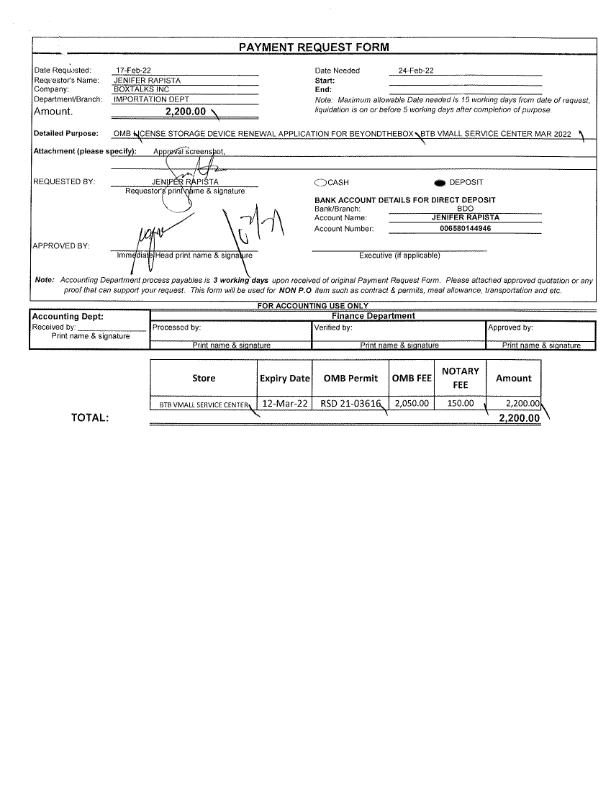 PAYMENT REQUEST FORM
Date Requested: 17-Feb-22 Date Needed 24-Feb-22
Requestor's Name: JENIFER RAPISTA Start:
Company: BOXTALKS INC End:
Department/Branch: IMPORTATION DEPT Note: Maximum allowable Date needed is 15 working days from date of request,
Amount. 2,200.00 liquidation is on or before 5 working days after completion of purpose.
Detailed Purpose: OMB LICENSE STORAGE DEVICE RENEWAL APPLICATION FOR BEYONDTHEBOX BTB VMALL SERVICE CENTER MAR 2022
Attachment (please specify): Approval screenshot,
REQUESTED BY: JENIFER RAPISTA CASH DEPOSIT
Requestor's print name & signature
BANK ACCOUNT DETAILS FOR DIRECT DEPOSIT
Bank/Branch: BDO
Account Name: JENIFER RAPISTA
Account Number: 006580144946
APPROVED BY:
Immediate Head print name & signature Executive (if applicable)
Note: Accounting Department process payables is 3 working days upon received of original Payment Request Form. Please attached approved quotation or any
proof that can support your request. This form will be used for NON P.O item such as contract & permits, meal allowance, transportation and etc.
FOR ACCOUNTING USE ONLY
Accounting Dept: Finance Department
Received by: Processed by: Verified by: Approved by:
Print name & signature
Print name & signature Print name & signature Print name & signature
Store Expiry Date OMB Permit OMB FEE NOTARY FEE Amount
BTB VMALL SERVICE CENTER 12-Mar-22 RSD 21-03616 2,050.00 150.00 2,200.00
TOTAL: 2,200.00